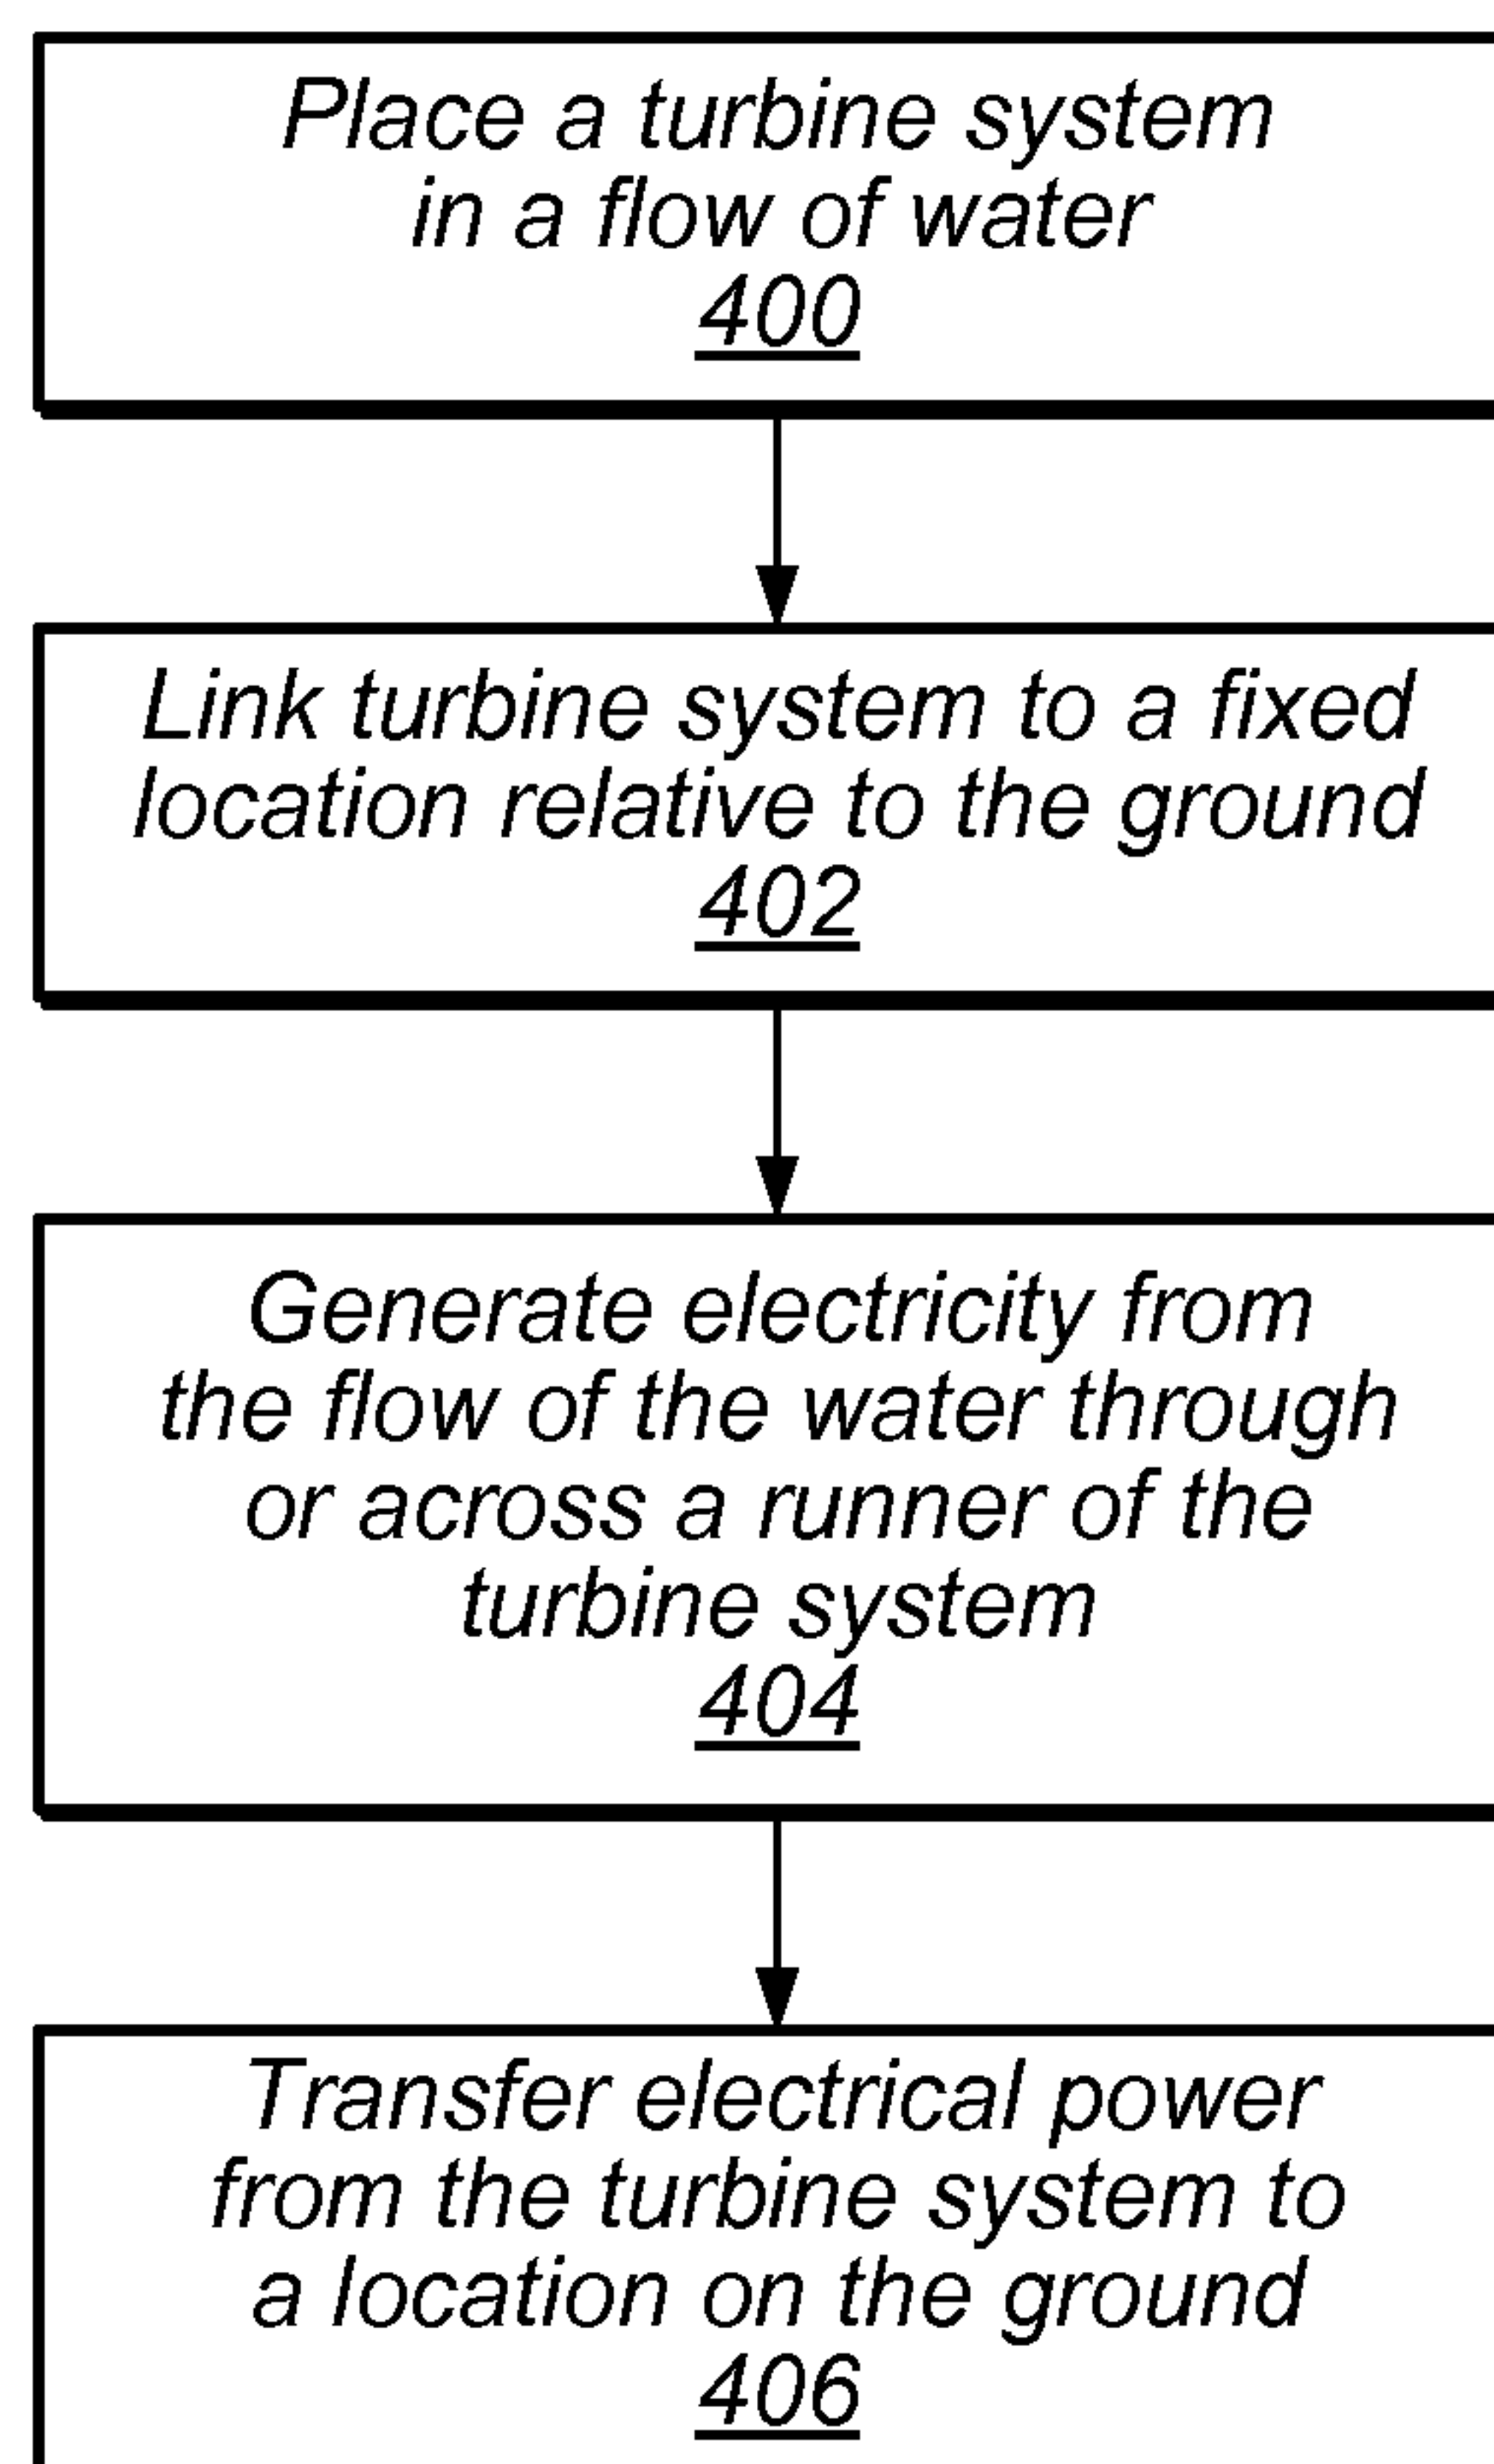 Place a turbine system
in a flow of water
400
Link turbine system to a fixed
location relative to the ground
402
Generate electricity from
the flow of the water through
or across a runner of the
turbine system
404
Transfer electrical power
from the turbine system to
a location on the ground
406